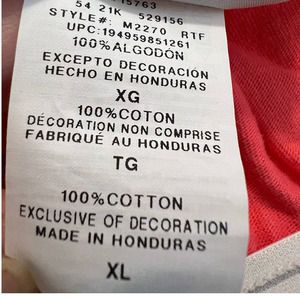 15763
54 21K 529156
STYLE#: M2270 RTF
UPC:194959851261
100%ALGODÓN
EXCEPTO DECORACIÓN
HECHO EN HONDURAS
XG
100%COTON
DÉCORATION NON COMPRISE
FABRIQUÉ AU HONDURAS
TG
100%COTTON
EXCLUSIVE OF DECORATION
MADE IN HONDURAS
XL